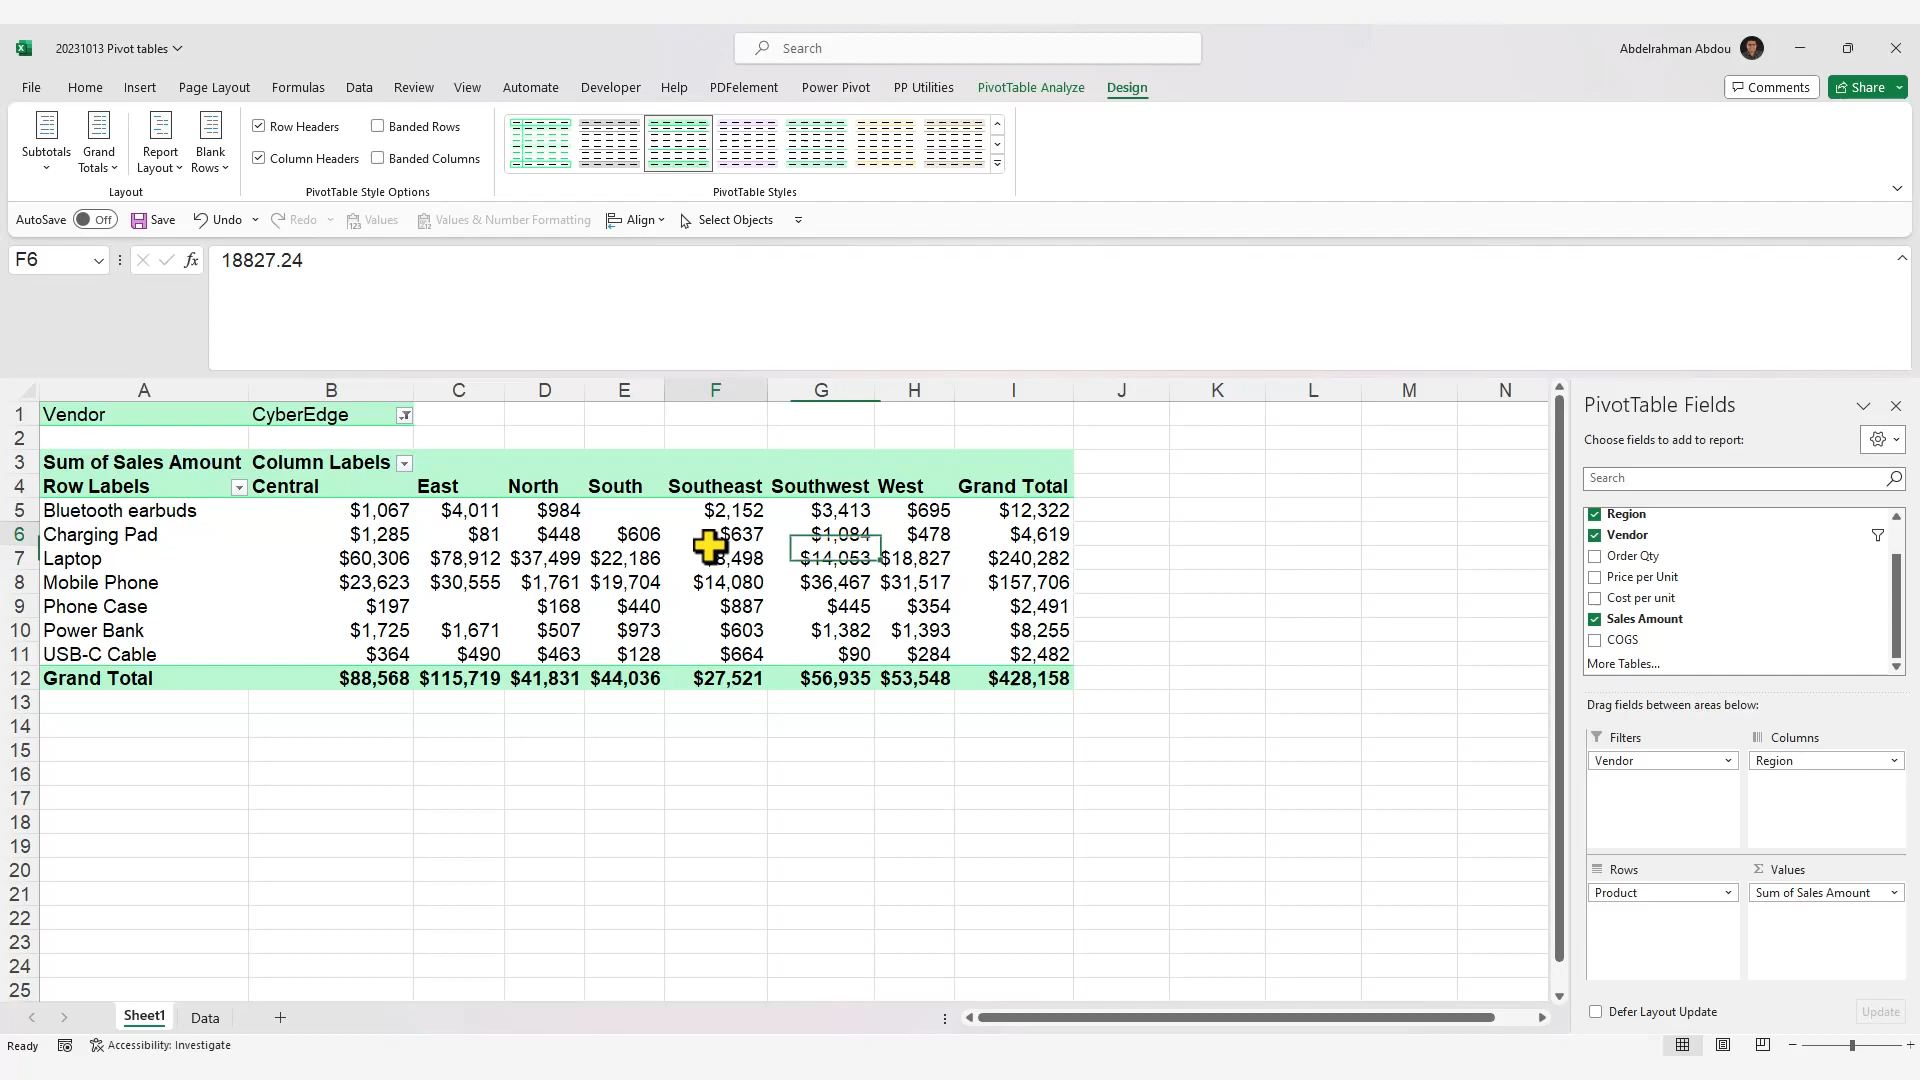 20231013 Pivot tables
Search
Abdelrahman Abdou
File Home Insert Page Layout Formulas Data Review View Automate Developer Help PDFelement Power Pivot PP Utilities PivotTable Analyze Design
Comments Share
Subtotals
Grand Totals
Report Layout
Blank Rows
Layout
Row Headers Banded Rows
Column Headers Banded Columns
PivotTable Style Options
PivotTable Styles
AutoSave Off Save Undo Redo Values Values & Number Formatting Align Select Objects
F6 fx 18827.24
A B C D E F G H I J K L M N
1 Vendor CyberEdge
2
3 Sum of Sales Amount Column Labels
4 Row Labels Central East North South Southeast Southwest West Grand Total
5 Bluetooth earbuds $1,067 $4,011 $984 $2,152 $3,413 $695 $12,322
6 Charging Pad $1,285 $81 $448 $606 $637 $1,084 $478 $4,619
7 Laptop $60,306 $78,912 $37,499 $22,186 8,498 $14,053 $18,827 $240,282
8 Mobile Phone $23,623 $30,555 $1,761 $19,704 $14,080 $36,467 $31,517 $157,706
9 Phone Case $197 $168 $440 $887 $445 $354 $2,491
10 Power Bank $1,725 $1,671 $507 $973 $603 $1,382 $1,393 $8,255
11 USB-C Cable $364 $490 $463 $128 $664 $90 $284 $2,482
12 Grand Total $88,568 $115,719 $41,831 $44,036 $27,521 $56,935 $53,548 $428,158
13
14
15
16
17
18
19
20
21
22
23
24
25
PivotTable Fields
Choose fields to add to report:
Search
Region
Vendor
Order Qty
Price per Unit
Cost per unit
Sales Amount
COGS
More Tables...
Drag fields between areas below:
Filters Columns
Vendor Region
Rows Σ Values
Product Sum of Sales Amount
Defer Layout Update Update
Sheet1 Data
Ready Accessibility: Investigate